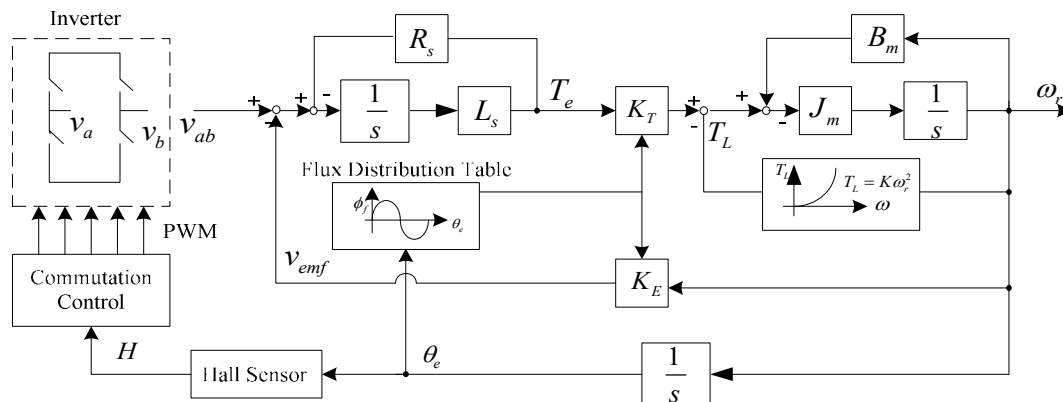 Inverter
v_a
v_b
v_ab
+
-
+
-
R_s
1/s
L_s
T_e
K_T
+
-
T_L
+
-
B_m
J_m
1/s
ω_r
Flux Distribution Table
ϕ_f
θ_e
T_L
T_L = Kω_r^2
ω
PWM
v_emf
K_E
Commutation
Control
H
Hall Sensor
θ_e
1/s